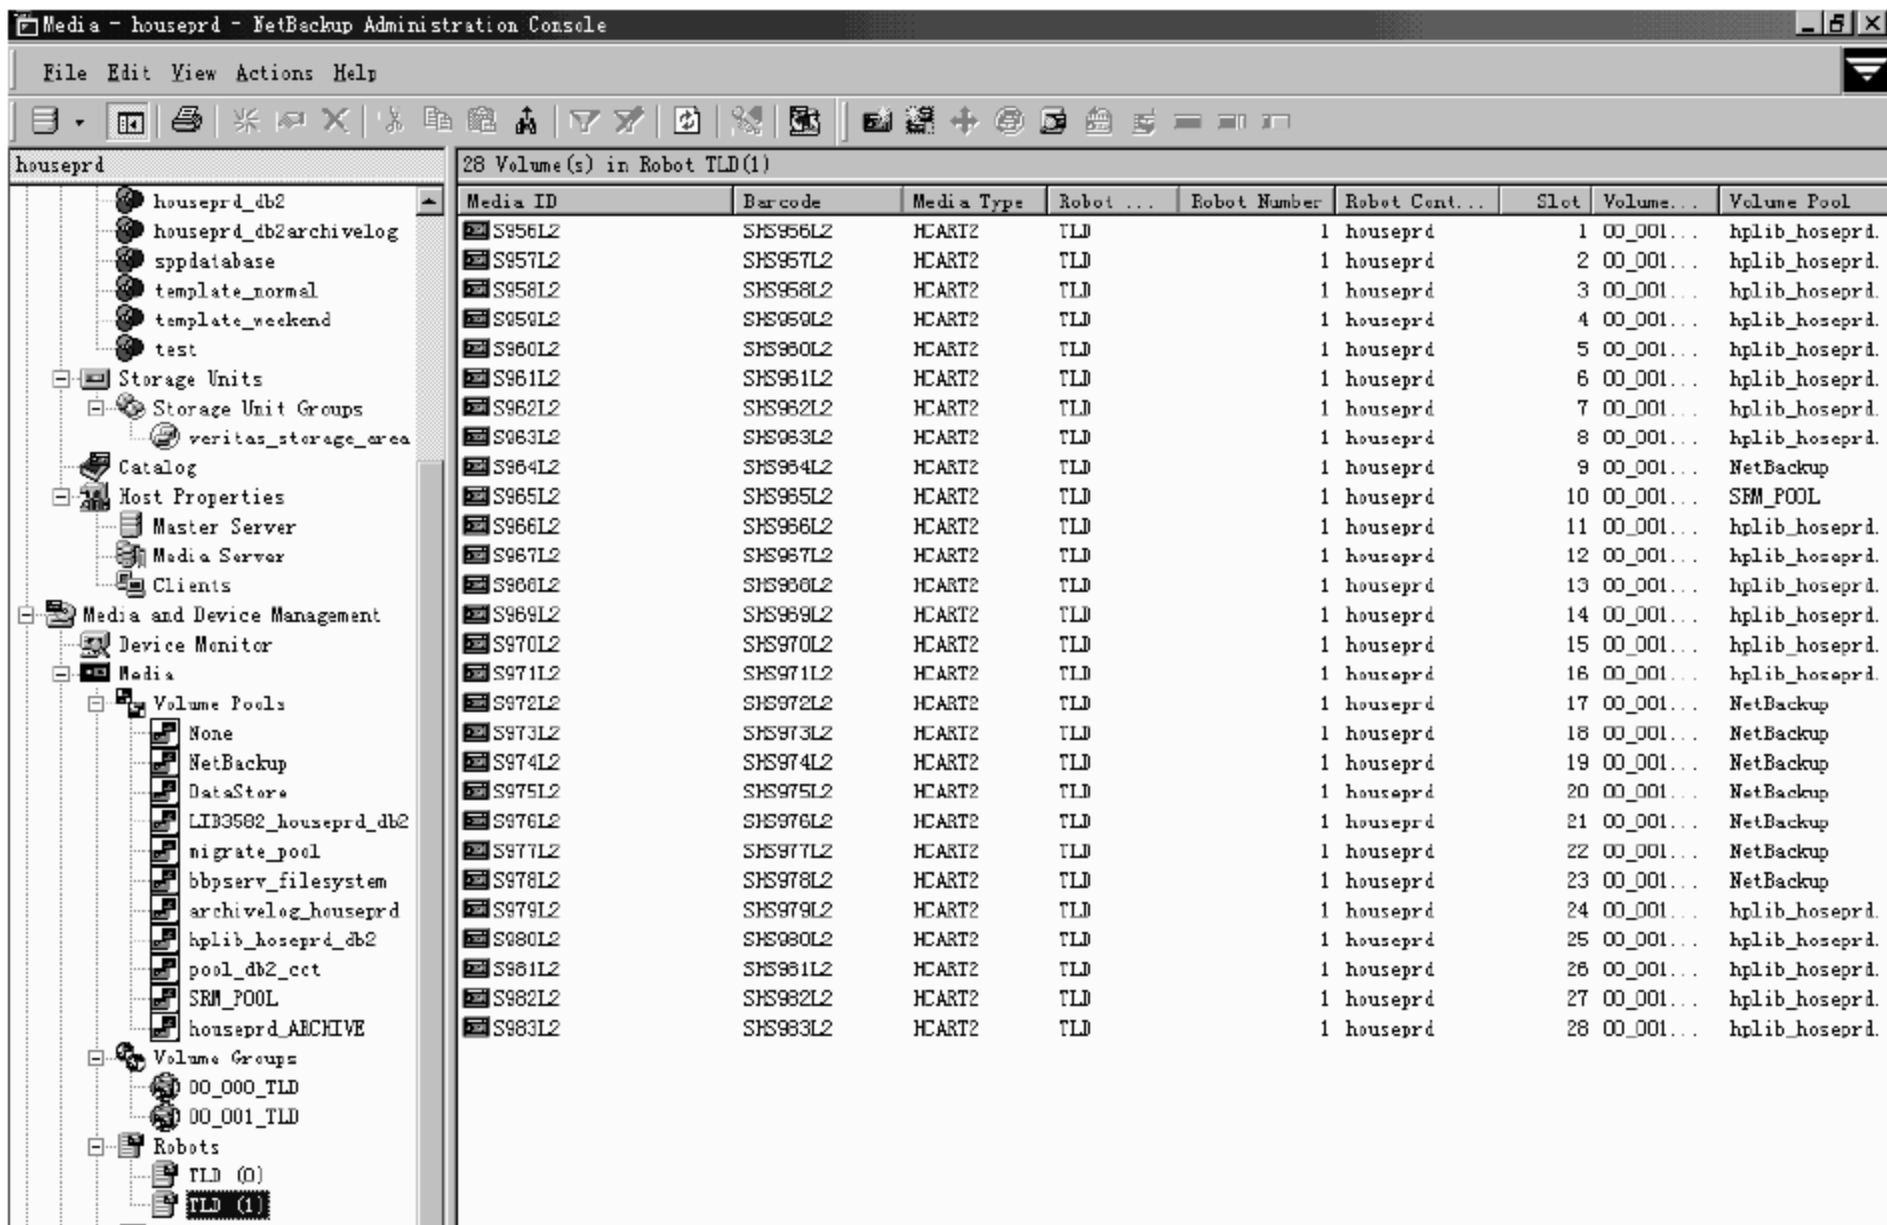 Media - houseprd - NetBackup Administration Console
File Edit View Actions Help
houseprd
28 Volume(s) in Robot TLD(1)
houseprd_db2
houseprd_db2archivelog
sppdatabase
template_normal
template_weekend
test
Storage Units
Storage Unit Groups
veritas_storage_area
Catalog
Host Properties
Master Server
Media Server
Clients
Media and Device Management
Device Monitor
Media
Volume Pools
None
NetBackup
DataStore
LIB3582_houseprd_db2
migrate_pool
bbpserv_filesystem
archivelog_houseprd
hplib_hoseprd_db2
pool_db2_cct
SRM_POOL
houseprd_ARCHIVE
Volume Groups
00_000_TLD
00_001_TLD
Robots
TLD (0)
TLD (1)
Media ID Barcode Media Type Robot ... Robot Number Robot Cont... Slot Volume... Volume Pool
S956L2 SHS956L2 HCART2 TLD 1 houseprd 1 00_001... hplib_hoseprd.
S957L2 SHS957L2 HCART2 TLD 1 houseprd 2 00_001... hplib_hoseprd.
S958L2 SHS958L2 HCART2 TLD 1 houseprd 3 00_001... hplib_hoseprd.
S959L2 SHS959L2 HCART2 TLD 1 houseprd 4 00_001... hplib_hoseprd.
S960L2 SHS960L2 HCART2 TLD 1 houseprd 5 00_001... hplib_hoseprd.
S961L2 SHS961L2 HCART2 TLD 1 houseprd 6 00_001... hplib_hoseprd.
S962L2 SHS962L2 HCART2 TLD 1 houseprd 7 00_001... hplib_hoseprd.
S963L2 SHS963L2 HCART2 TLD 1 houseprd 8 00_001... hplib_hoseprd.
S964L2 SHS964L2 HCART2 TLD 1 houseprd 9 00_001... NetBackup
S965L2 SHS965L2 HCART2 TLD 1 houseprd 10 00_001... SRM_POOL
S966L2 SHS966L2 HCART2 TLD 1 houseprd 11 00_001... hplib_hoseprd.
S967L2 SHS967L2 HCART2 TLD 1 houseprd 12 00_001... hplib_hoseprd.
S968L2 SHS968L2 HCART2 TLD 1 houseprd 13 00_001... hplib_hoseprd.
S969L2 SHS969L2 HCART2 TLD 1 houseprd 14 00_001... hplib_hoseprd.
S970L2 SHS970L2 HCART2 TLD 1 houseprd 15 00_001... hplib_hoseprd.
S971L2 SHS971L2 HCART2 TLD 1 houseprd 16 00_001... hplib_hoseprd.
S972L2 SHS972L2 HCART2 TLD 1 houseprd 17 00_001... NetBackup
S973L2 SHS973L2 HCART2 TLD 1 houseprd 18 00_001... NetBackup
S974L2 SHS974L2 HCART2 TLD 1 houseprd 19 00_001... NetBackup
S975L2 SHS975L2 HCART2 TLD 1 houseprd 20 00_001... NetBackup
S976L2 SHS976L2 HCART2 TLD 1 houseprd 21 00_001... NetBackup
S977L2 SHS977L2 HCART2 TLD 1 houseprd 22 00_001... NetBackup
S978L2 SHS978L2 HCART2 TLD 1 houseprd 23 00_001... NetBackup
S979L2 SHS979L2 HCART2 TLD 1 houseprd 24 00_001... hplib_hoseprd.
S980L2 SHS980L2 HCART2 TLD 1 houseprd 25 00_001... hplib_hoseprd.
S981L2 SHS981L2 HCART2 TLD 1 houseprd 26 00_001... hplib_hoseprd.
S982L2 SHS982L2 HCART2 TLD 1 houseprd 27 00_001... hplib_hoseprd.
S983L2 SHS983L2 HCART2 TLD 1 houseprd 28 00_001... hplib_hoseprd.